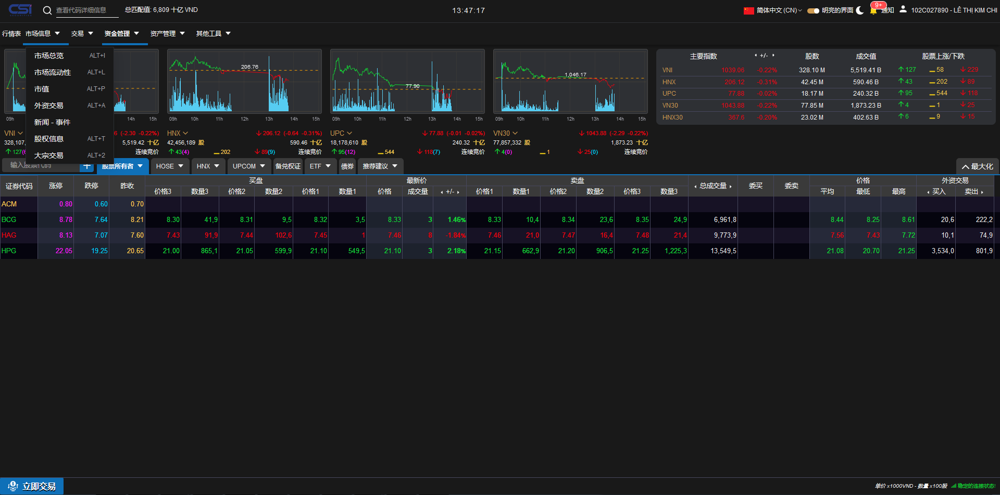 CSI
SECURITIES
查看代码详细信息
总匹配值: 6,809 十亿 VND
13:47:17
简体中文 (CN)
明亮的界面
9+
通知
102C027890 - LÊ THỊ KIM CHI
行情表 市场信息 交易 资金管理 资产管理 其他工具
市场总览 ALT+I
市场流动性 ALT+L
市值 ALT+P
外资交易 ALT+A
新闻 - 事件
股权信息 ALT+T
大宗交易 ALT+2
09h 14h 15h
VNI (-2.30 -0.22%)
328,107, 5,519.42 十亿
127 连续竞价
206.76
09h 10h 11h 12h 13h 14h 15h
HNX 206.12 (-0.64 -0.31%)
42,456,189 股 590.46 十亿
43(4) 202 89(9) 连续竞价
77.90
09h 10h 11h 12h 13h 14h 15h
UPC 77.88 (-0.01 -0.02%)
18,178,610 股 240.32 十亿
95(12) 544 118(7) 连续竞价
1,046.17
09h 10h 11h 12h 13h 14h 15h
VN30 1043.88 (-2.29 -0.22%)
77,857,332 股 1,873.23 十亿
4(0) 1 25(0) 连续竞价
主要指数 +/- 股数 成交值 股票上涨/下跌
VNI 1039.06 -0.22% 328.10 M 5,519.41 B 127 58 229
HNX 206.12 -0.31% 42.45 M 590.46 B 43 202 89
UPC 77.88 -0.02% 18.17 M 240.32 B 95 544 118
VN30 1043.88 -0.22% 77.85 M 1,873.23 B 4 1 25
HNX30 367.6 -0.20% 23.02 M 402.63 B 6 9 15
输入股票代码 + 股票所有者 HOSE HNX UPCOM 备兑权证 ETF 债券 推荐建议 最大化
证券代码 涨停 跌停 昨收 买盘 最新价 卖盘 总成交量 委买 委卖 价格 外资交易
价格3 数量3 价格2 数量2 价格1 数量1 价格 成交量 +/- 价格1 数量1 价格2 数量2 价格3 数量3 平均 最低 最高 买入 卖出
ACM 0.80 0.60 0.70
BCG 8.78 7.64 8.21 8.30 41,9 8.31 9,5 8.32 3,5 8.33 3 1.46% 8.33 10,4 8.34 23,6 8.35 24,9 6,961,8 8.44 8.25 8.61 20,6 222,2
HAG 8.13 7.07 7.60 7.43 91,9 7.44 102,6 7.45 1 7.46 8 -1.84% 7.46 21,0 7.47 16,4 7.48 21,4 9,773,9 7.56 7.43 7.72 10,1 74,9
HPG 22.05 19.25 20.65 21.00 865,1 21.05 599,9 21.10 549,5 21.10 3 2.18% 21.15 662,9 21.20 906,5 21.25 1,225,3 13,549,5 21.08 20.70 21.25 3,534,0 801,9
立即交易
单价 x1000VND - 数量 x100股 稳定的连接状态!